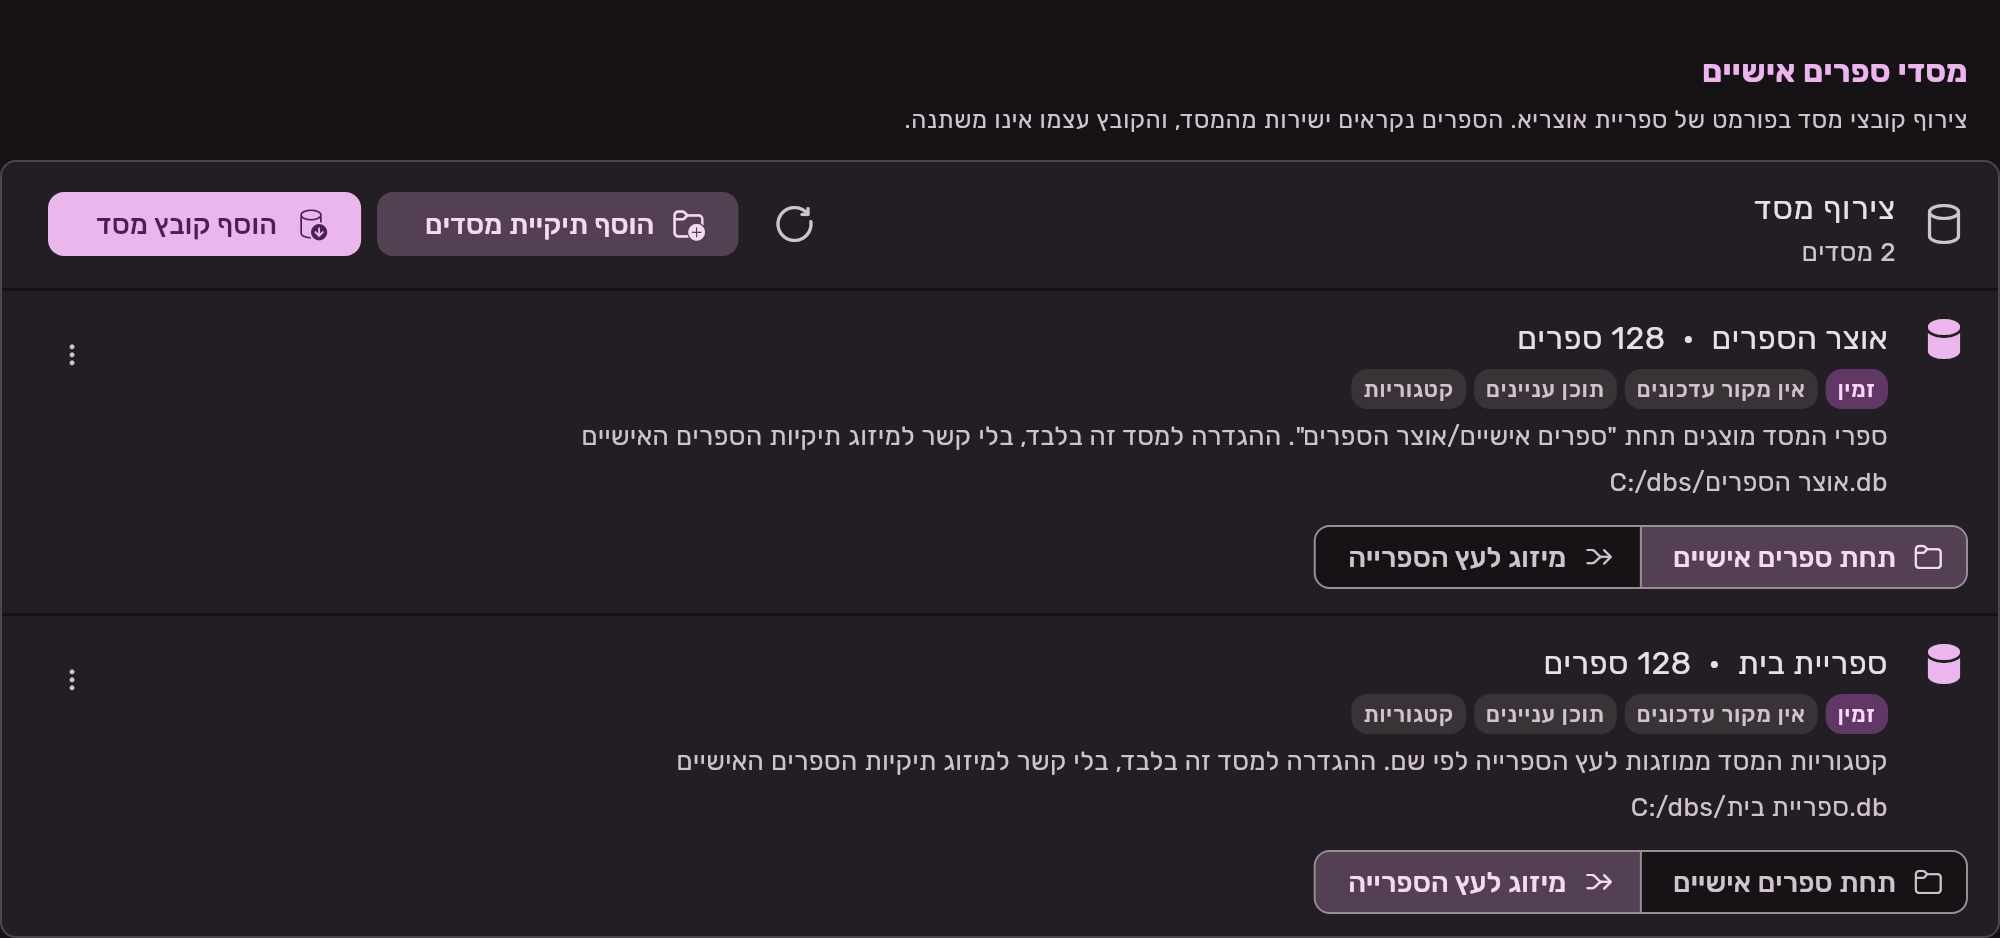 מסדי ספרים אישיים
צירוף קובצי מסד בפורמט של ספריית אוצריא. הספרים נקראים ישירות מהמסד, והקובץ עצמו אינו משתנה.
צירוף מסד
2 מסדים
הוסף תיקיית מסדים
הוסף קובץ מסד
אוצר הספרים • 128 ספרים
זמין
אין מקור עדכונים
תוכן עניינים
קטגוריות
ספרי המסד מוצגים תחת "ספרים אישיים/אוצר הספרים". ההגדרה למסד זה בלבד, בלי קשר למיזוג תיקיות הספרים האישיים
C:/dbs/אוצר הספרים.db
תחת ספרים אישיים
מיזוג לעץ הספרייה
ספריית בית • 128 ספרים
זמין
אין מקור עדכונים
תוכן עניינים
קטגוריות
קטגוריות המסד ממוזגות לעץ הספרייה לפי שם. ההגדרה למסד זה בלבד, בלי קשר למיזוג תיקיות הספרים האישיים
C:/dbs/ספריית בית.db
תחת ספרים אישיים
מיזוג לעץ הספרייה